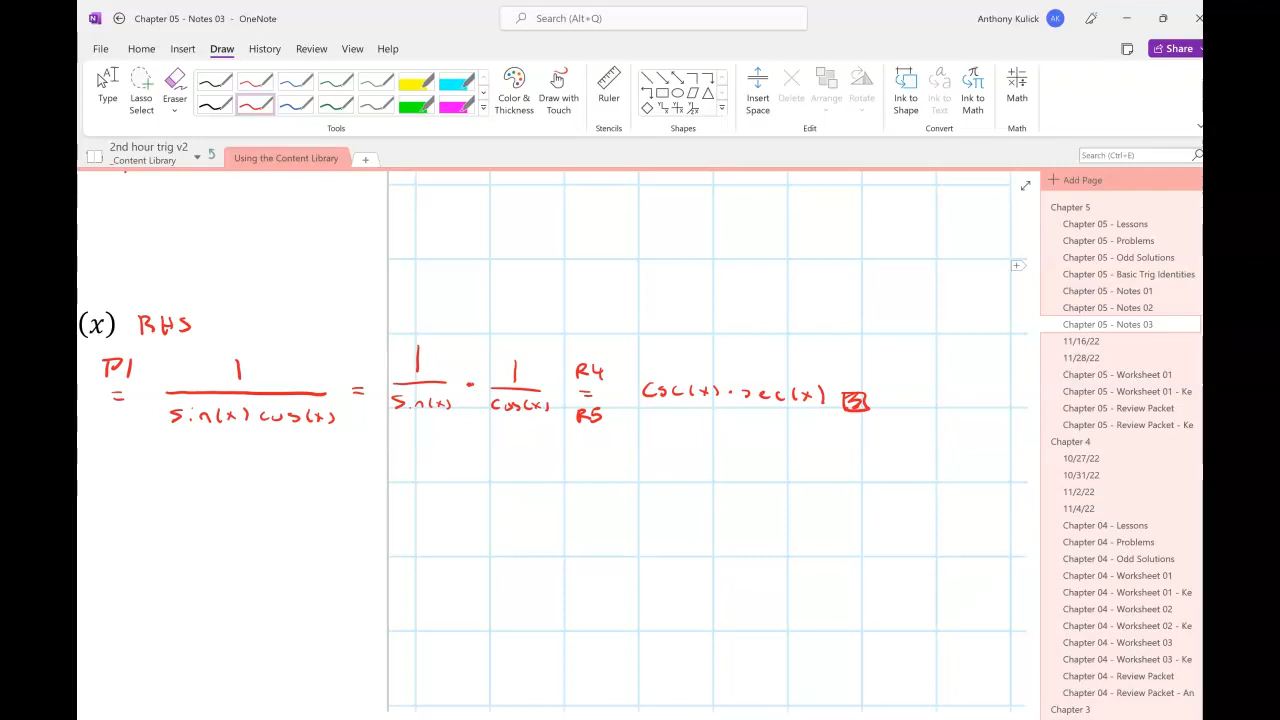 Chapter 05 - Notes 03 - OneNote
Search (Alt+Q)
Anthony Kulick AK
File Home Insert Draw History Review View Help
Share
Type
Lasso Select
Eraser
Color & Thickness
Draw with Touch
Ruler
Insert Space
Delete
Arrange
Rotate
Ink to Shape
Ink to Text
Ink to Math
Math
Tools Stencils Shapes Edit Convert Math
2nd hour trig v2
_Content Library
Using the Content Library
Search (Ctrl+E)
(x) RHS
P1 = 1 / sin(x) cos(x) = 1 / sin(x) · 1 / cos(x) R4 = R5 csc(x) · sec(x) 3
Add Page
Chapter 5
Chapter 05 - Lessons
Chapter 05 - Problems
Chapter 05 - Odd Solutions
Chapter 05 - Basic Trig Identities
Chapter 05 - Notes 01
Chapter 05 - Notes 02
Chapter 05 - Notes 03
11/16/22
11/28/22
Chapter 05 - Worksheet 01
Chapter 05 - Worksheet 01 - Ke
Chapter 05 - Review Packet
Chapter 05 - Review Packet - Ke
Chapter 4
10/27/22
10/31/22
11/2/22
11/4/22
Chapter 04 - Lessons
Chapter 04 - Problems
Chapter 04 - Odd Solutions
Chapter 04 - Worksheet 01
Chapter 04 - Worksheet 01 - Ke
Chapter 04 - Worksheet 02
Chapter 04 - Worksheet 02 - Ke
Chapter 04 - Worksheet 03
Chapter 04 - Worksheet 03 - Ke
Chapter 04 - Review Packet
Chapter 04 - Review Packet - An
Chapter 3